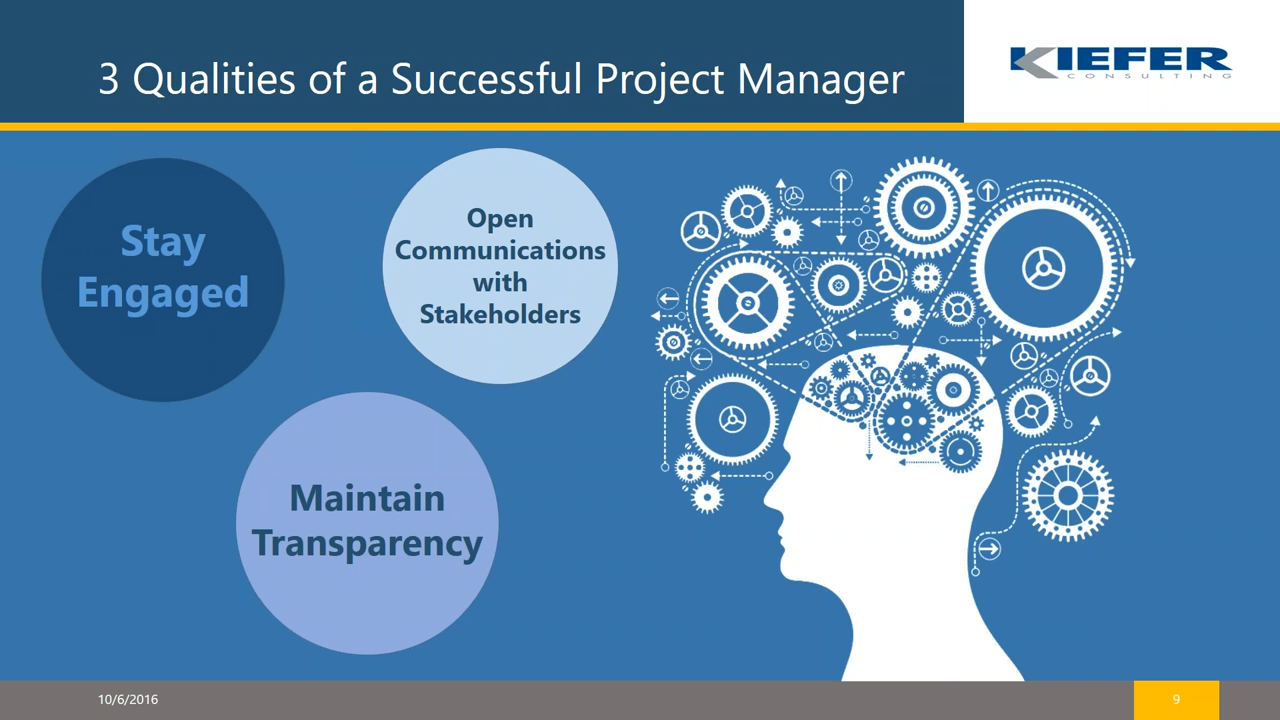 3 Qualities of a Successful Project Manager
KIEFER
CONSULTING
Stay
Engaged
Open
Communications
with
Stakeholders
Maintain
Transparency
10/6/2016
9